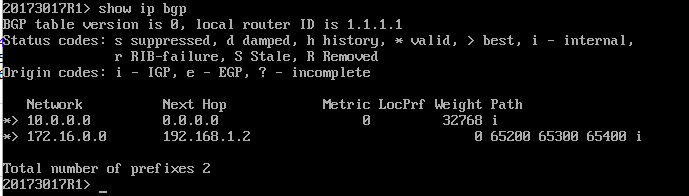 20173017R1> show ip bgp
BGP table version is 0, local router ID is 1.1.1.1
Status codes: s suppressed, d damped, h history, * valid, > best, i - internal,
              r RIB-failure, S Stale, R Removed
Origin codes: i - IGP, e - EGP, ? - incomplete

   Network          Next Hop            Metric LocPrf Weight Path
*> 10.0.0.0         0.0.0.0                  0         32768 i
*> 172.16.0.0       192.168.1.2                            0 65200 65300 65400 i

Total number of prefixes 2
20173017R1> _